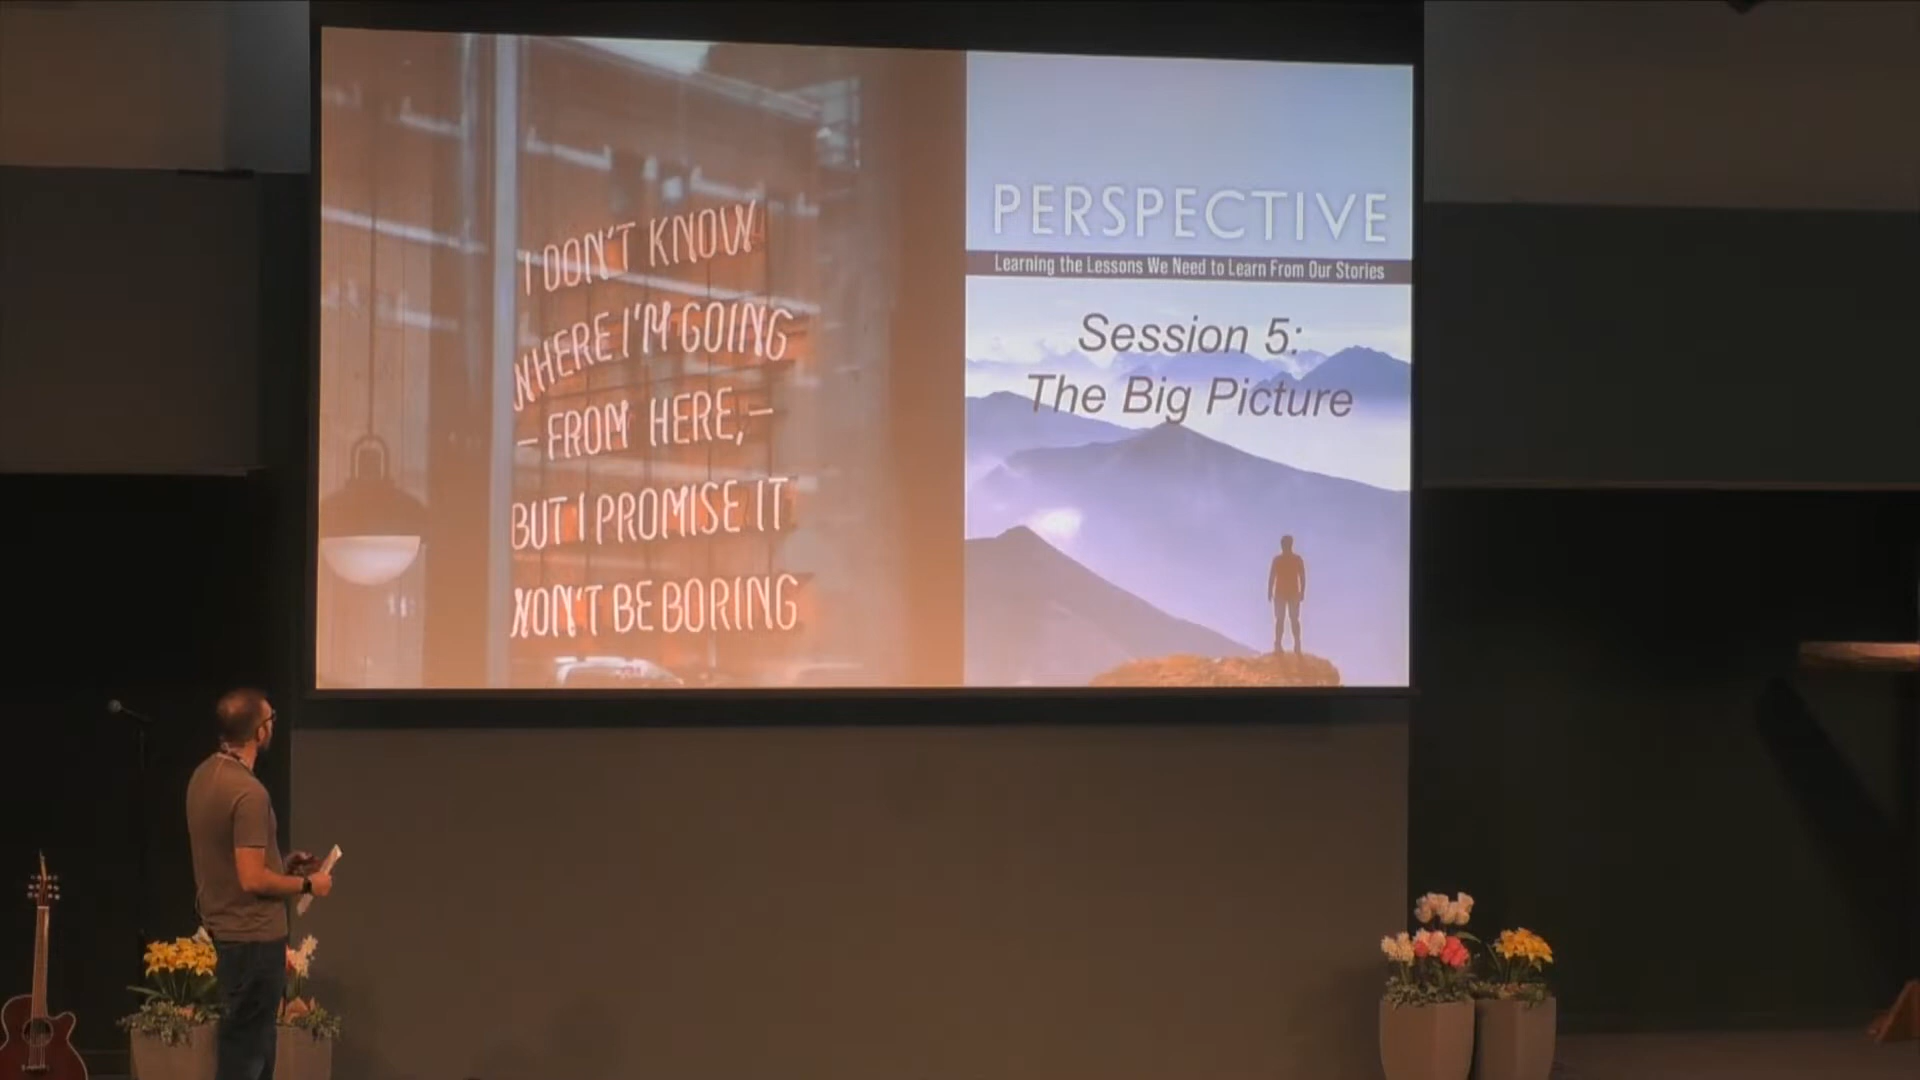 I DON'T KNOW
WHERE I'M GOING
– FROM HERE, –
BUT I PROMISE IT
WON'T BE BORING
PERSPECTIVE
Learning the Lessons We Need to Learn From Our Stories
Session 5:
The Big Picture